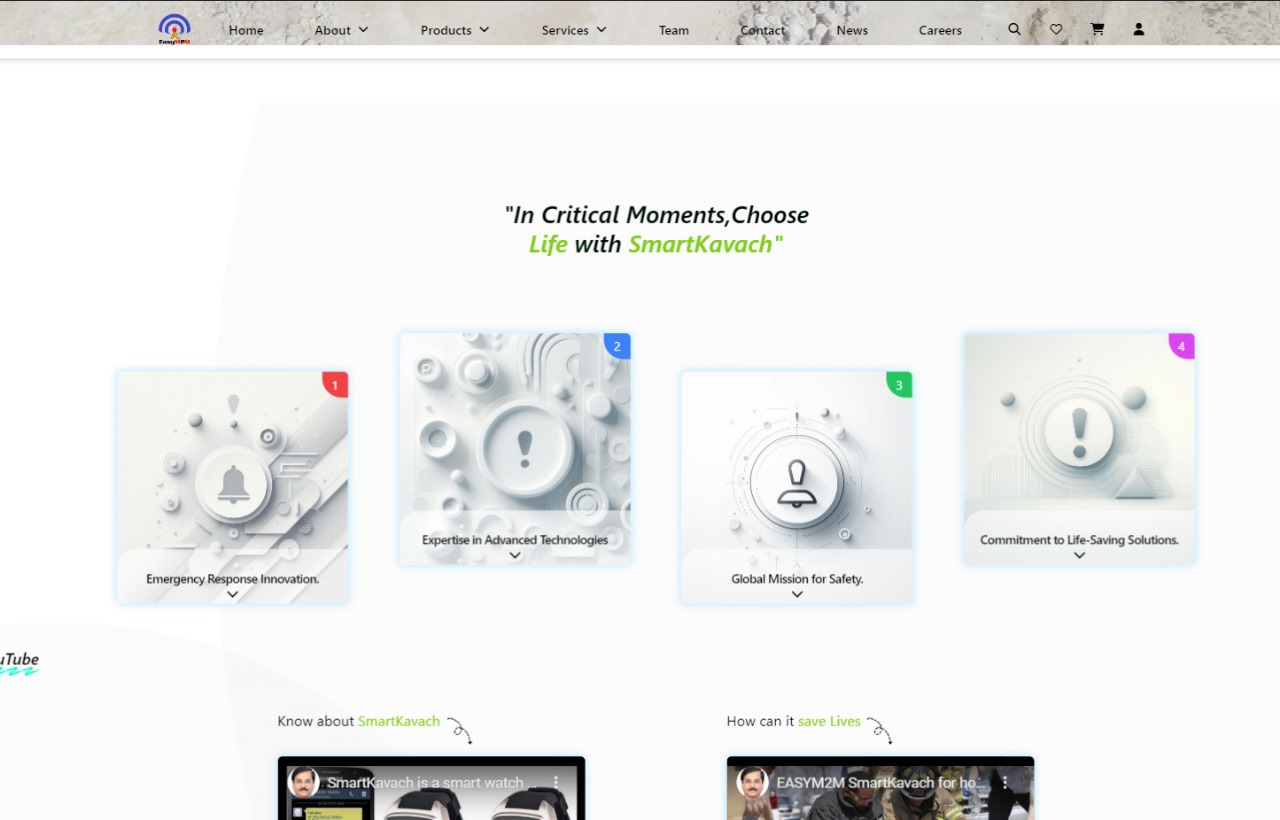 EasyM2M
Home
About
Products
Services
Team
Contact
News
Careers
"In Critical Moments,Choose
Life with SmartKavach"
1
Emergency Response Innovation.
2
Expertise in Advanced Technologies
3
Global Mission for Safety.
4
Commitment to Life-Saving Solutions.
uTube
Know about SmartKavach
How can it save Lives
SmartKavach is a smart watch ...
EASYM2M SmartKavach for ho...